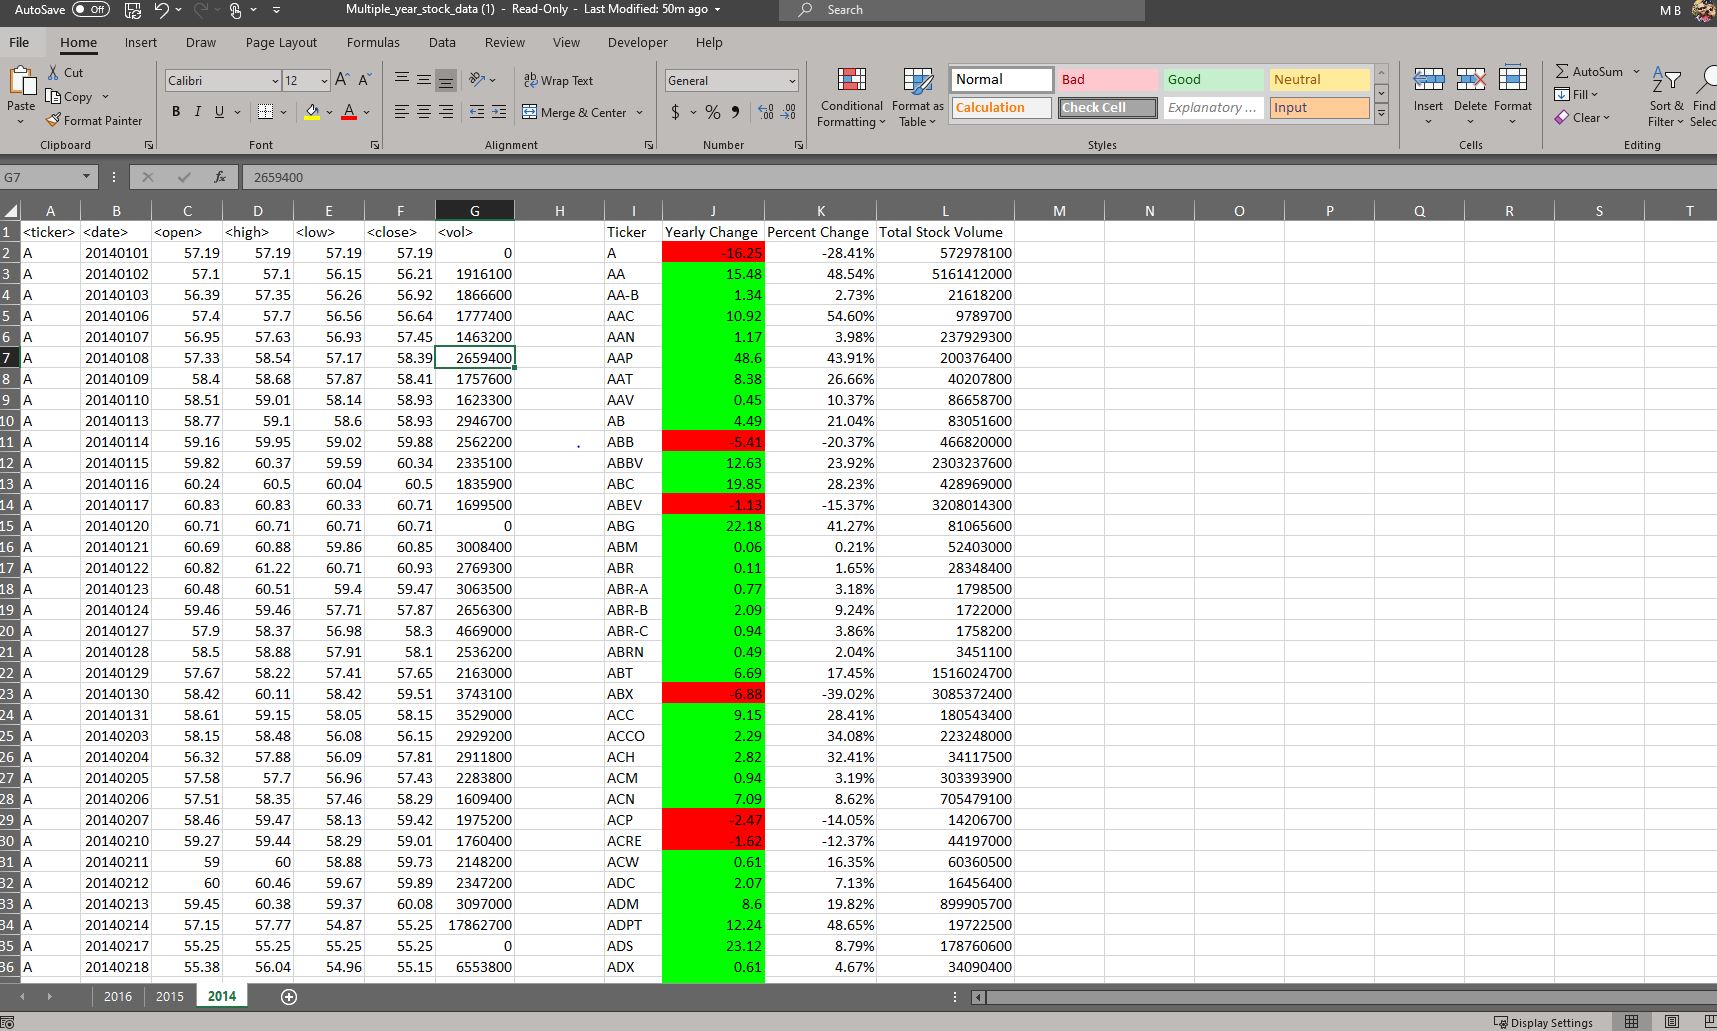 AutoSave Off Multiple_year_stock_data (1) - Read-Only - Last Modified: 50m ago Search M B
File Home Insert Draw Page Layout Formulas Data Review View Developer Help
Cut Calibri 12 A A ab Wrap Text General Normal Bad Good Neutral AutoSum
Paste Copy Conditional Formatting Format as Table Insert Delete Format Fill Sort & Filter
Format Painter B I U A Merge & Center $ % Calculation Check Cell Explanatory ... Input Clear
Clipboard Font Alignment Number Styles Cells Editing
G7 fx 2659400
A B C D E F G H I J K L M N O P Q R S T
1 <ticker> <date> <open> <high> <low> <close> <vol> Ticker Yearly Change Percent Change Total Stock Volume
2 A 20140101 57.19 57.19 57.19 57.19 0 A -16.25 -28.41% 572978100
3 A 20140102 57.1 57.1 56.15 56.21 1916100 AA 15.48 48.54% 5161412000
4 A 20140103 56.39 57.35 56.26 56.92 1866600 AA-B 1.34 2.73% 21618200
5 A 20140106 57.4 57.7 56.56 56.64 1777400 AAC 10.92 54.60% 9789700
6 A 20140107 56.95 57.63 56.93 57.45 1463200 AAN 1.17 3.98% 237929300
7 A 20140108 57.33 58.54 57.17 58.39 2659400 AAP 48.6 43.91% 200376400
8 A 20140109 58.4 58.68 57.87 58.41 1757600 AAT 8.38 26.66% 40207800
9 A 20140110 58.51 59.01 58.14 58.93 1623300 AAV 0.45 10.37% 86658700
10 A 20140113 58.77 59.1 58.6 58.93 2946700 AB 4.49 21.04% 83051600
11 A 20140114 59.16 59.95 59.02 59.88 2562200 ABB -5.41 -20.37% 466820000
12 A 20140115 59.82 60.37 59.59 60.34 2335100 ABBV 12.63 23.92% 2303237600
13 A 20140116 60.24 60.5 60.04 60.5 1835900 ABC 19.85 28.23% 428969000
14 A 20140117 60.83 60.83 60.33 60.71 1699500 ABEV -1.13 -15.37% 3208014300
15 A 20140120 60.71 60.71 60.71 60.71 0 ABG 22.18 41.27% 81065600
16 A 20140121 60.69 60.88 59.86 60.85 3008400 ABM 0.06 0.21% 52403000
17 A 20140122 60.82 61.22 60.71 60.93 2769300 ABR 0.11 1.65% 28348400
18 A 20140123 60.48 60.51 59.4 59.47 3063500 ABR-A 0.77 3.18% 1798500
19 A 20140124 59.46 59.46 57.71 57.87 2656300 ABR-B 2.09 9.24% 1722000
20 A 20140127 57.9 58.37 56.98 58.3 4669000 ABR-C 0.94 3.86% 1758200
21 A 20140128 58.5 58.88 57.91 58.1 2536200 ABRN 0.49 2.04% 3451100
22 A 20140129 57.67 58.22 57.41 57.65 2163000 ABT 6.69 17.45% 1516024700
23 A 20140130 58.42 60.11 58.42 59.51 3743100 ABX -6.88 -39.02% 3085372400
24 A 20140131 58.61 59.15 58.05 58.15 3529000 ACC 9.15 28.41% 180543400
25 A 20140203 58.15 58.48 56.08 56.15 2929200 ACCO 2.29 34.08% 223248000
26 A 20140204 56.32 57.88 56.09 57.81 2911800 ACH 2.82 32.41% 34117500
27 A 20140205 57.58 57.7 56.96 57.43 2283800 ACM 0.94 3.19% 303393900
28 A 20140206 57.51 58.35 57.46 58.29 1609400 ACN 7.09 8.62% 705479100
29 A 20140207 58.46 59.47 58.13 59.42 1975200 ACP -2.47 -14.05% 14206700
30 A 20140210 59.27 59.44 58.29 59.01 1760400 ACRE -1.62 -12.37% 44197000
31 A 20140211 59 60 58.88 59.73 2148200 ACW 0.61 16.35% 60360500
32 A 20140212 60 60.46 59.67 59.89 2347200 ADC 2.07 7.13% 16456400
33 A 20140213 59.45 60.38 59.37 60.08 3097000 ADM 8.6 19.82% 899905700
34 A 20140214 57.15 57.77 54.87 55.25 17862700 ADPT 12.24 48.65% 19722500
35 A 20140217 55.25 55.25 55.25 55.25 0 ADS 23.12 8.79% 178760600
36 A 20140218 55.38 56.04 54.96 55.15 6553800 ADX 0.61 4.67% 34090400
2016 2015 2014
Display Settings